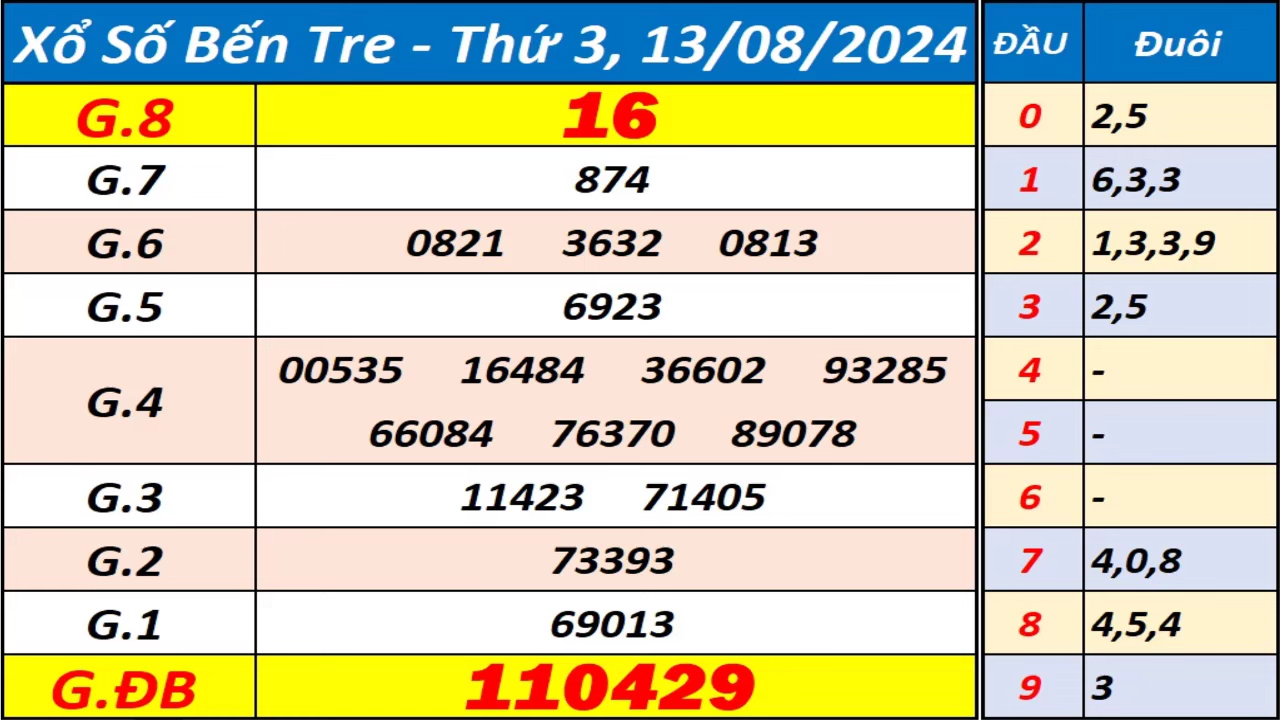 Xổ Số Bến Tre - Thứ 3, 13/08/2024
G.8 16
G.7 874
G.6 0821 3632 0813
G.5 6923
G.4 00535 16484 36602 93285
66084 76370 89078
G.3 11423 71405
G.2 73393
G.1 69013
G.ĐB 110429
ĐẦU Đuôi
0 2,5
1 6,3,3
2 1,3,3,9
3 2,5
4 -
5 -
6 -
7 4,0,8
8 4,5,4
9 3